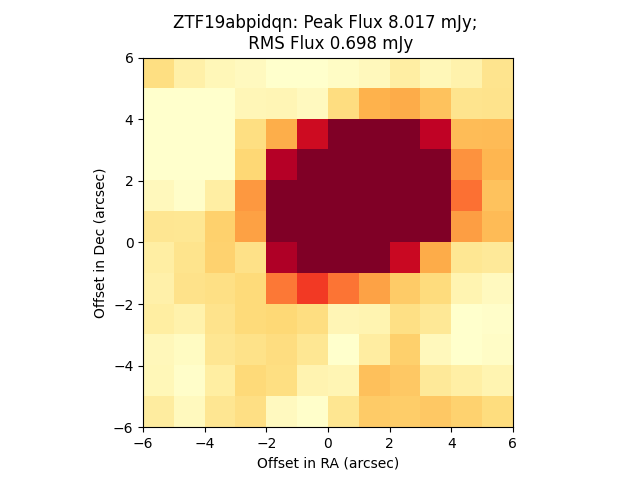 ZTF19abpidqn: Peak Flux 8.017 mJy;
RMS Flux 0.698 mJy
6
4
2
0
−2
−4
−6
Offset in Dec (arcsec)
−6 −4 −2 0 2 4 6
Offset in RA (arcsec)